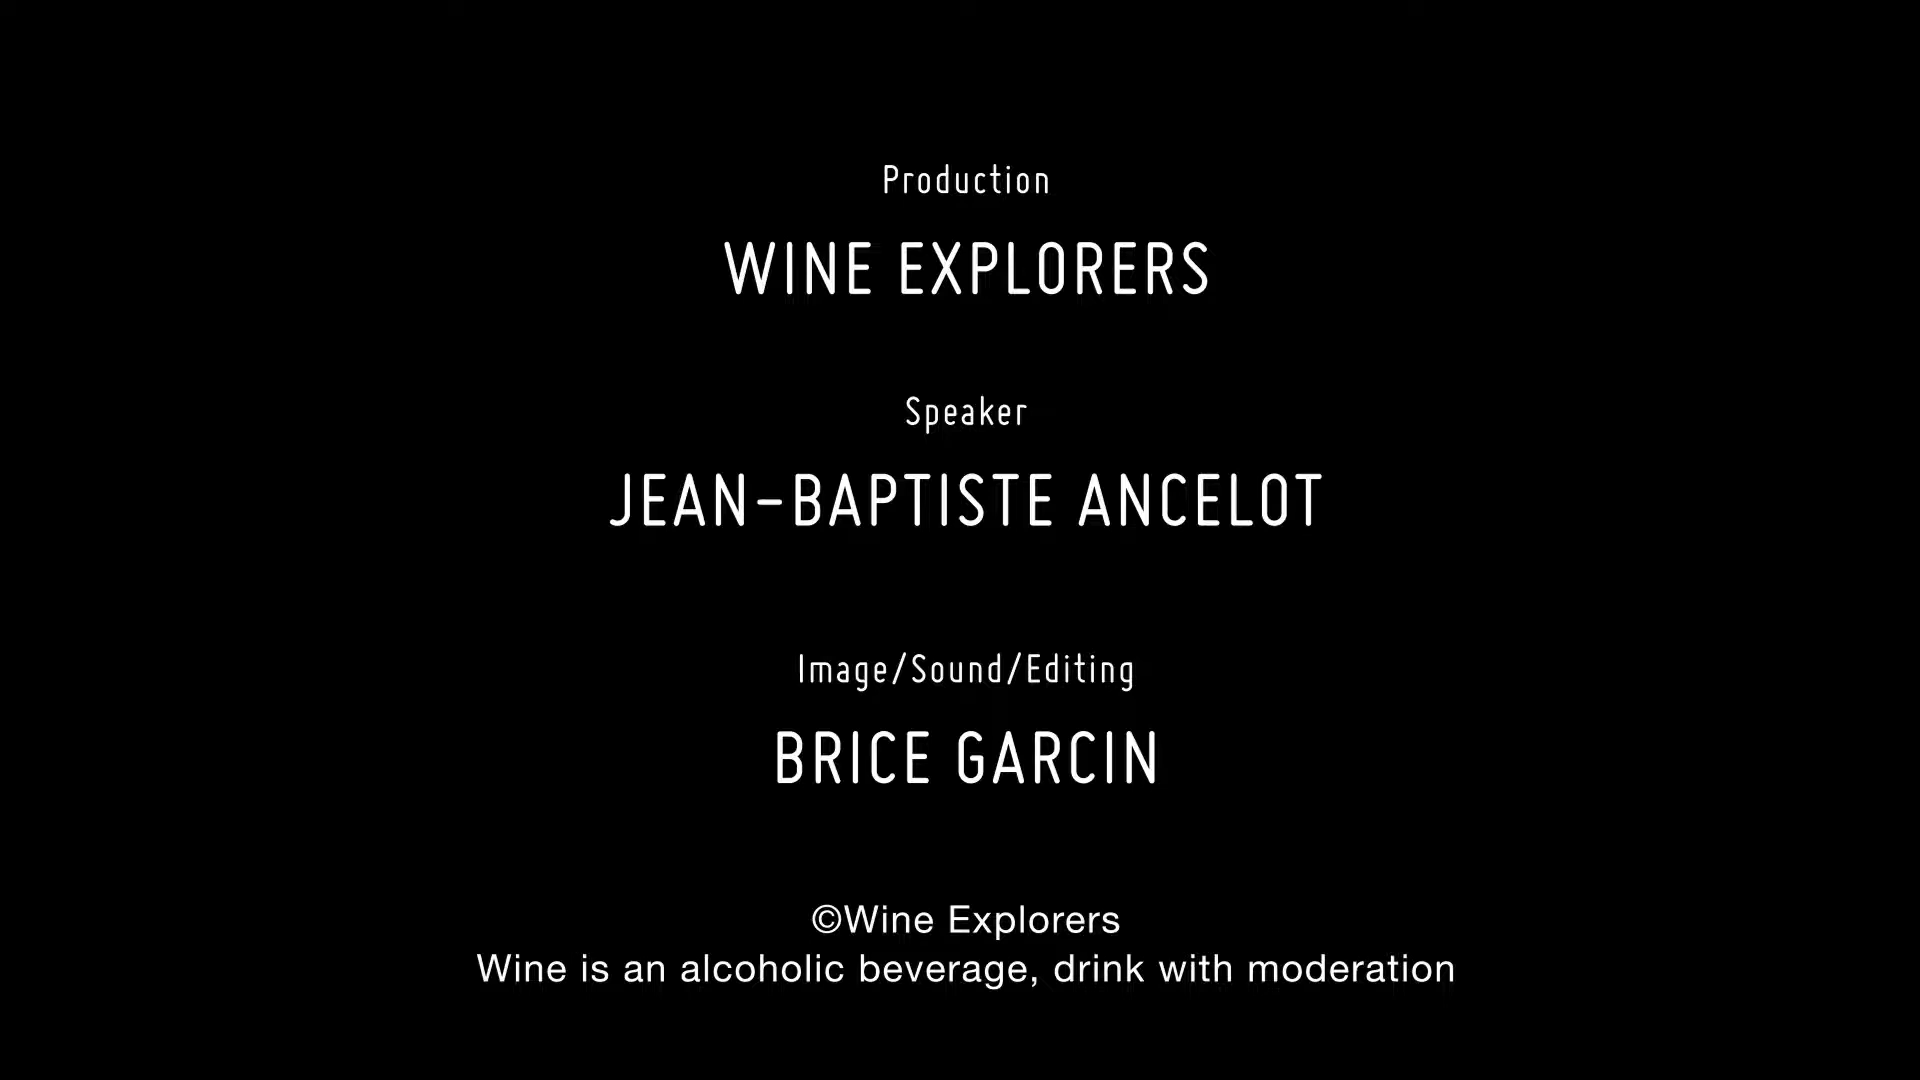 Production
WINE EXPLORERS
Speaker
JEAN-BAPTISTE ANCELOT
Image/Sound/Editing
BRICE GARCIN
©Wine Explorers
Wine is an alcoholic beverage, drink with moderation